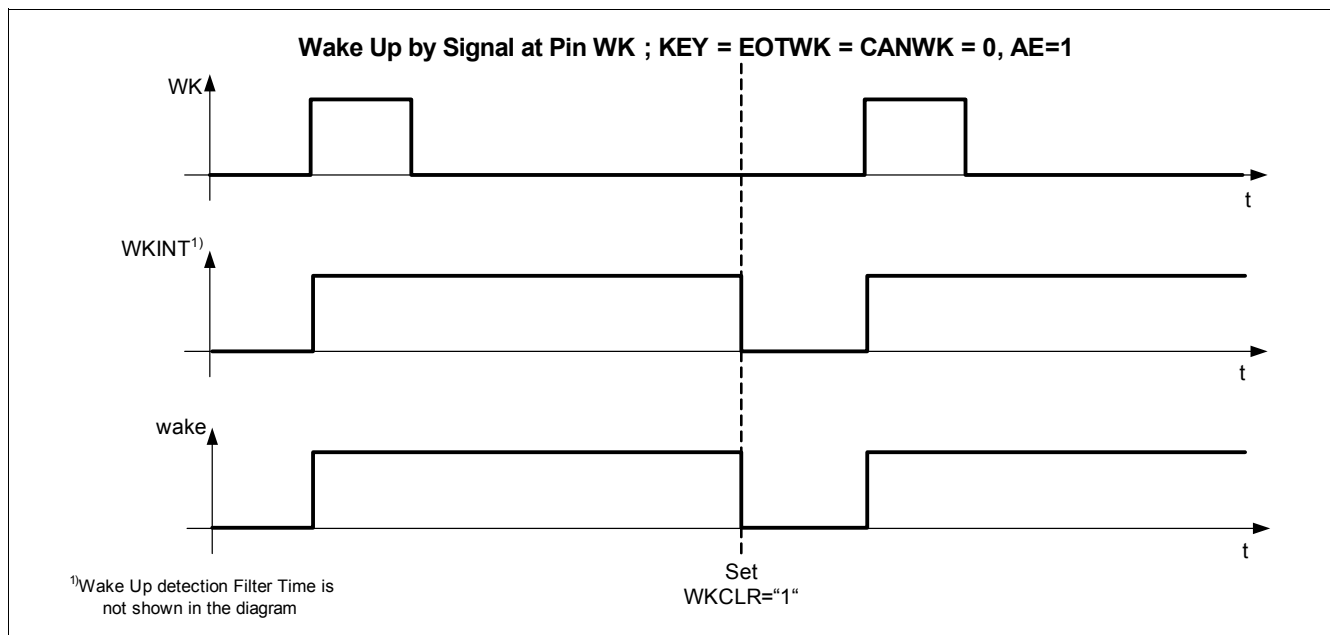 Wake Up by Signal at Pin WK ; KEY = EOTWK = CANWK = 0, AE=1
WK
t
WKINT1)
t
wake
t
1)Wake Up detection Filter Time is
not shown in the diagram
Set
WKCLR=“1“